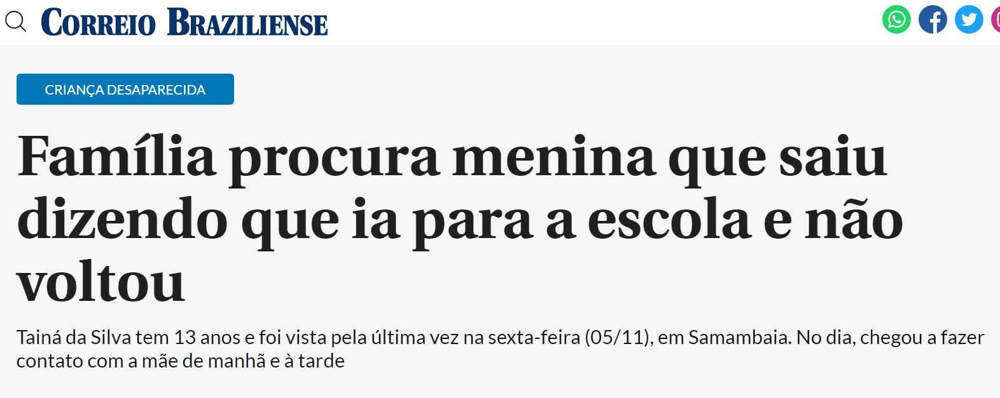 CORREIO BRAZILIENSE
CRIANÇA DESAPARECIDA
Família procura menina que saiu
dizendo que ia para a escola e não
voltou
Tainá da Silva tem 13 anos e foi vista pela última vez na sexta-feira (05/11), em Samambaia. No dia, chegou a fazer
contato com a mãe de manhã e à tarde